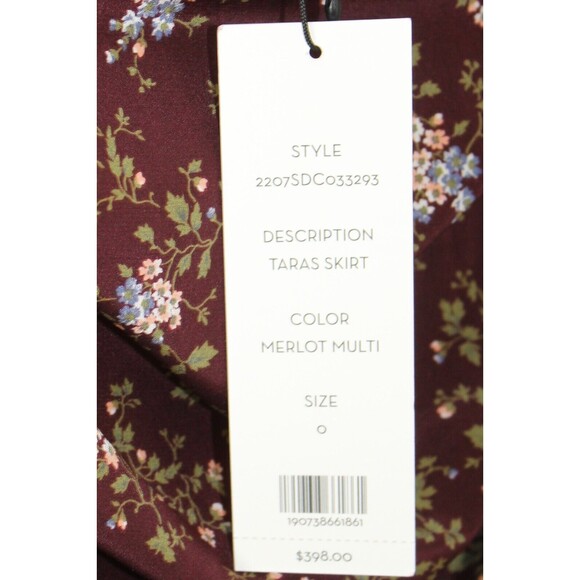 STYLE
2207SDC033293
DESCRIPTION
TARAS SKIRT
COLOR
MERLOT MULTI
SIZE
0
190738661861
$398.00